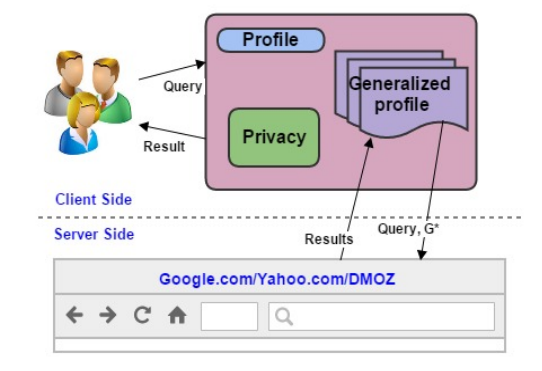 Profile
Generalized
profile
Query
Privacy
Result
Client Side
Server Side
Results
Query, G*
Google.com/Yahoo.com/DMOZ